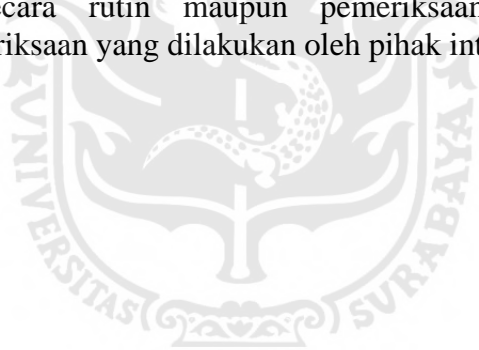 ecara rutin maupun pemeriksaan
riksaan yang dilakukan oleh pihak int
UNIVERSITAS SURABAYA